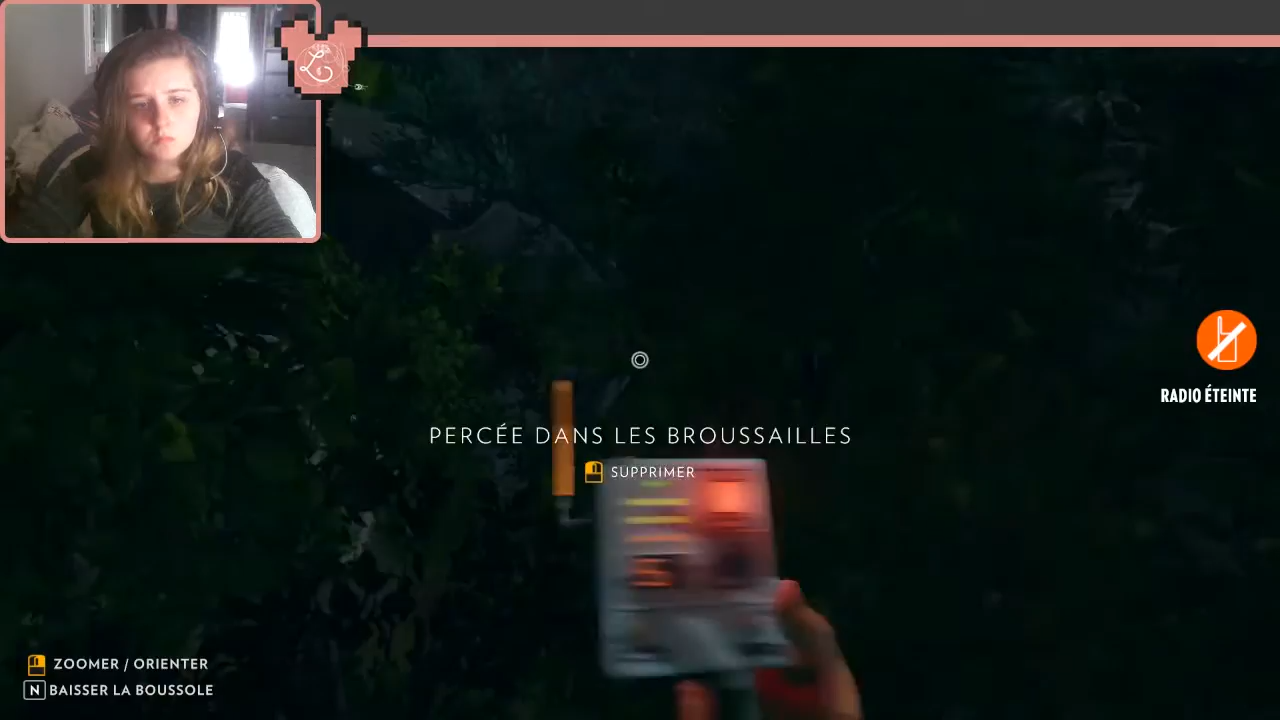 RADIO ÉTEINTE
PERCÉE DANS LES BROUSSAILLES
SUPPRIMER
ZOOMER / ORIENTER
N BAISSER LA BOUSSOLE